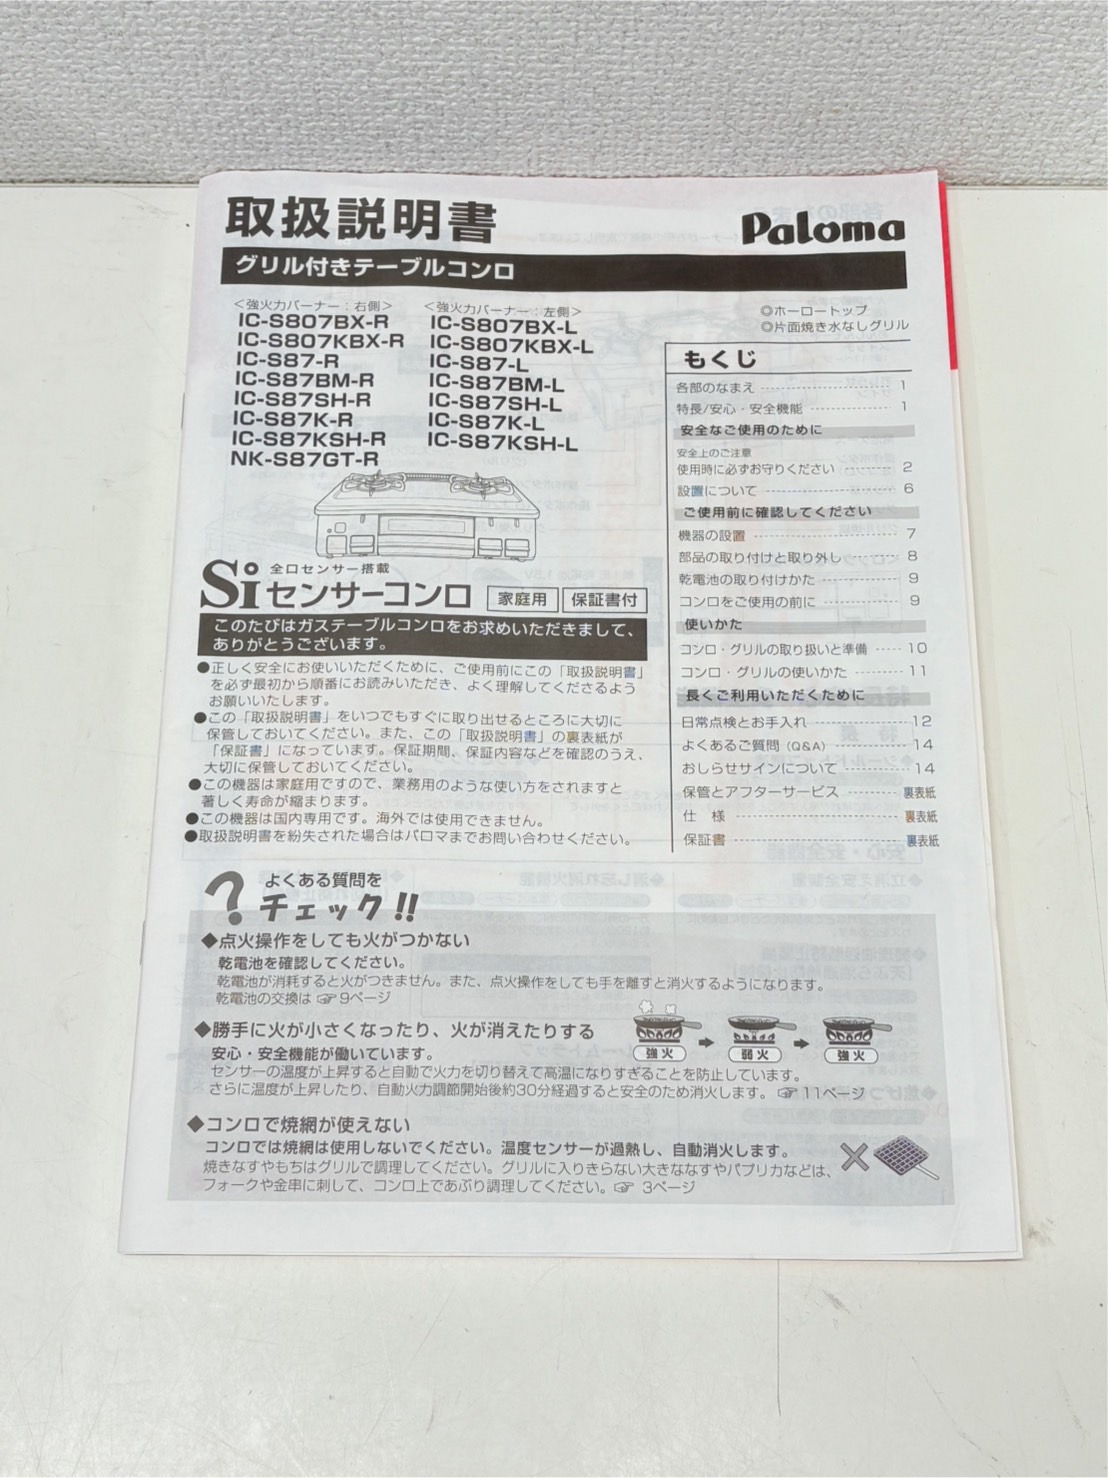 取扱説明書
Paloma
グリル付きテーブルコンロ
＜強火力バーナー：右側＞
IC-S807BX-R
IC-S807KBX-R
IC-S87-R
IC-S87BM-R
IC-S87SH-R
IC-S87K-R
IC-S87KSH-R
NK-S87GT-R
＜強火力バーナー：左側＞
IC-S807BX-L
IC-S807KBX-L
IC-S87-L
IC-S87BM-L
IC-S87SH-L
IC-S87K-L
IC-S87KSH-L
◎ホーロートップ
◎片面焼き水なしグリル
Si 全口センサー搭載
センサーコンロ 家庭用 保証書付
このたびはガステーブルコンロをお求めいただきまして、
ありがとうございます。
●正しく安全にお使いいただくために、ご使用前にこの「取扱説明書」
を必ず最初から順番にお読みいただき、よく理解してくださるよう
お願いいたします。
●この「取扱説明書」をいつでもすぐに取り出せるところに大切に
保管しておいてください。また、この「取扱説明書」の裏表紙が
「保証書」になっています。保証期間、保証内容などを確認のうえ、
大切に保管しておいてください。
●この機器は家庭用ですので、業務用のような使い方をされますと
著しく寿命が縮まります。
●この機器は国内専用です。海外では使用できません。
●取扱説明書を紛失された場合はパロマまでお問い合わせください。
もくじ
各部のなまえ 1
特長/安心・安全機能 1
安全なご使用のために
安全上のご注意
使用時に必ずお守りください 2
設置について 6
ご使用前に確認してください
機器の設置 7
部品の取り付けと取り外し 8
乾電池の取り付けかた 9
コンロをご使用の前に 9
使いかた
コンロ・グリルの取り扱いと準備 10
コンロ・グリルの使いかた 11
長くご利用いただくために
日常点検とお手入れ 12
よくあるご質問（Q&A） 14
おしらせサインについて 14
保管とアフターサービス 裏表紙
仕様 裏表紙
保証書 裏表紙
? よくある質問を
チェック!!
◆点火操作をしても火がつかない
乾電池を確認してください。
乾電池が消耗すると火がつきません。また、点火操作をしても手を離すと消火するようになります。
乾電池の交換は☞9ページ
◆勝手に火が小さくなったり、火が消えたりする
安心・安全機能が働いています。
強火 ➡ 弱火 ➡ 強火
センサーの温度が上昇すると自動で火力を切り替えて高温になりすぎることを防止しています。
さらに温度が上昇したり、自動火力調節開始後約30分経過すると安全のため消火します。☞11ページ
◆コンロで焼網が使えない
コンロでは焼網は使用しないでください。温度センサーが過熱し、自動消火します。
焼きなすやもちはグリルで調理してください。グリルに入りきらない大きななすやパプリカなどは、
フォークや金串に刺して、コンロ上であぶり調理してください。☞3ページ